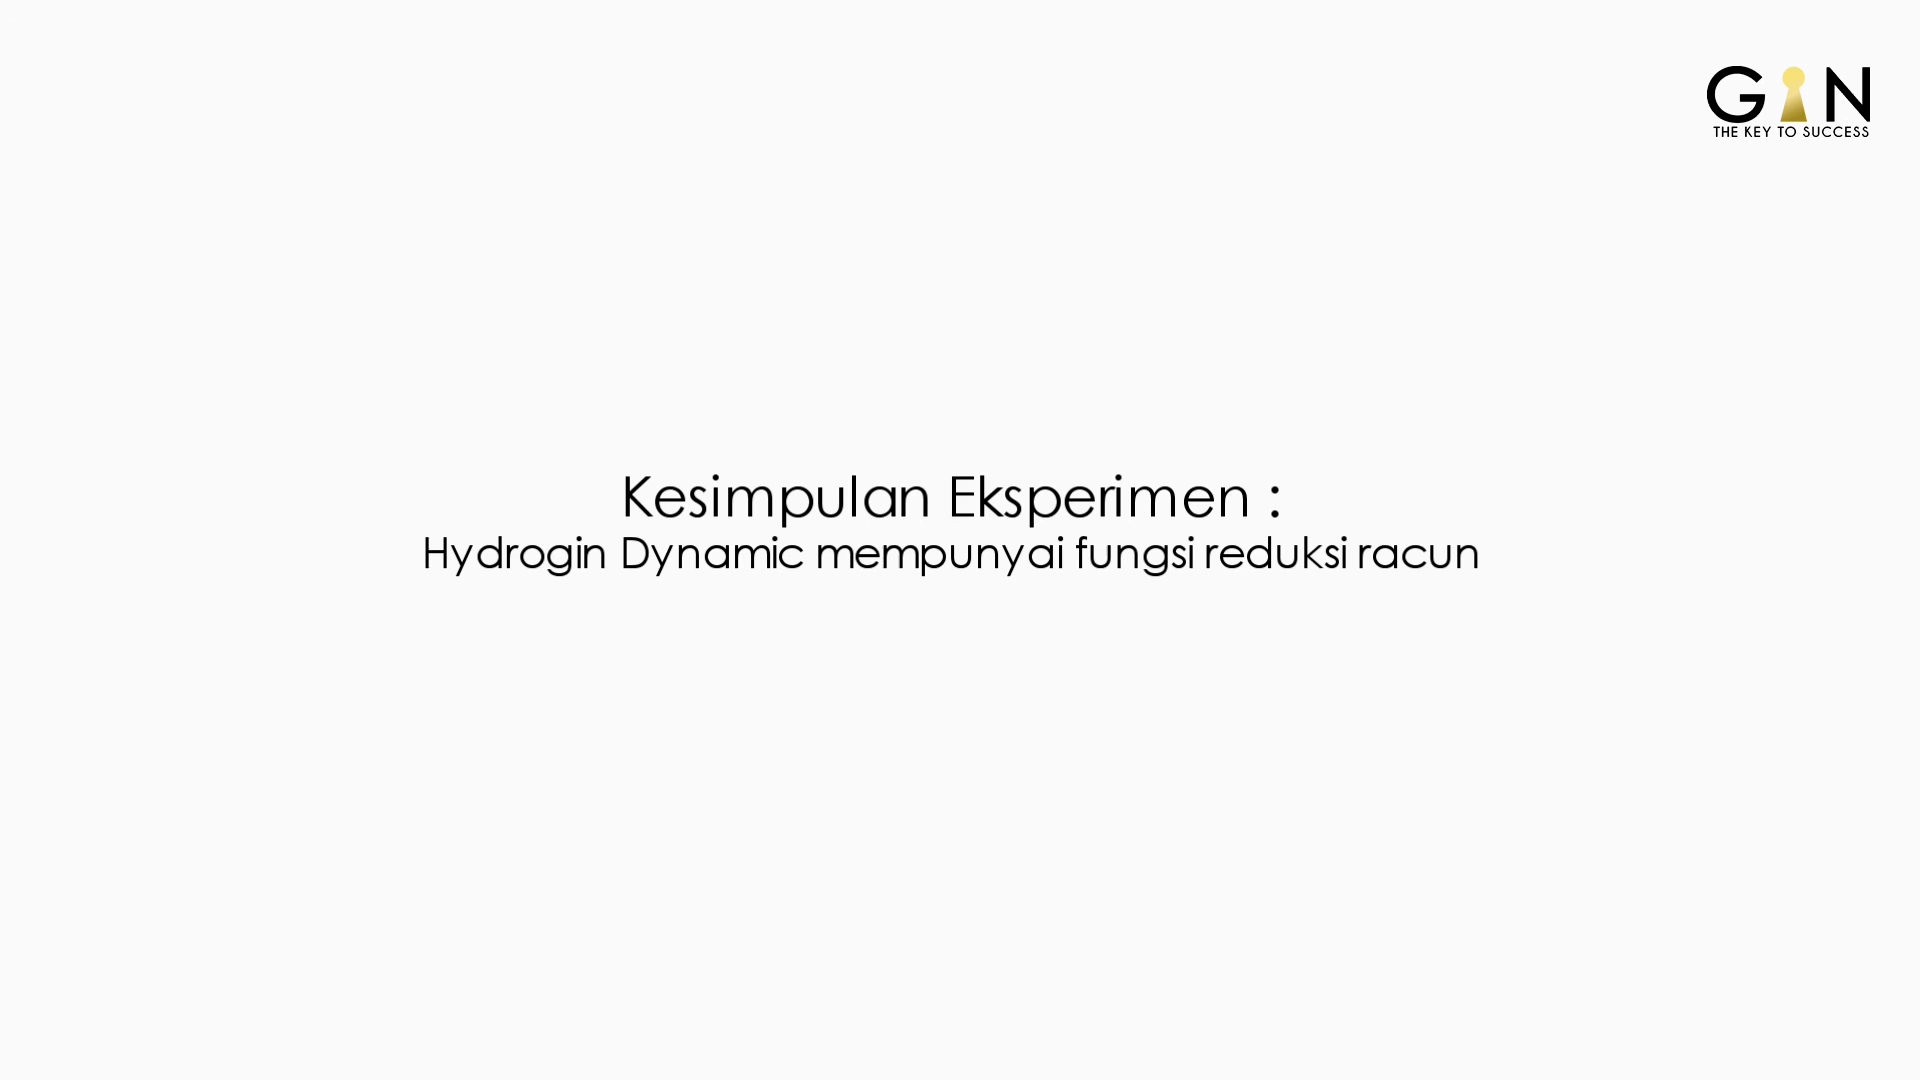 GIN
THE KEY TO SUCCESS
Kesimpulan Eksperimen :
Hydrogin Dynamic mempunyai fungsi reduksi racun